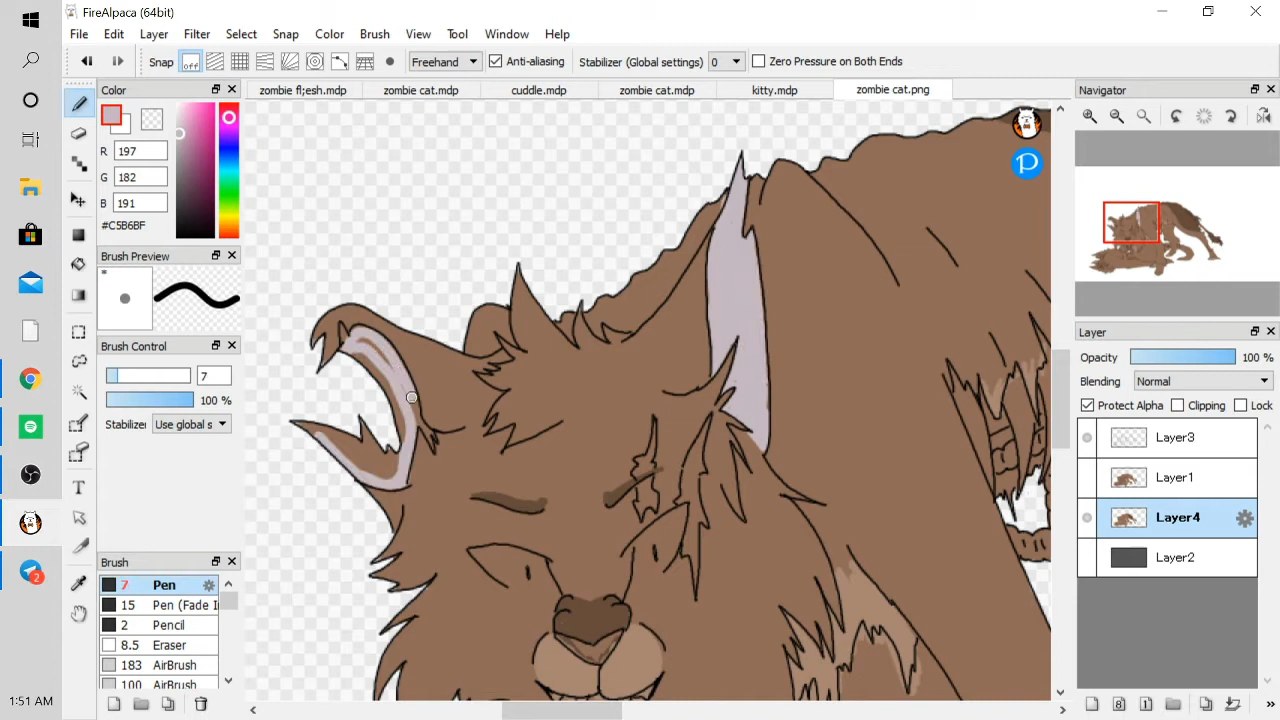 FireAlpaca (64bit)
File Edit Layer Filter Select Snap Color Brush View Tool Window Help
Snap off Freehand Anti-aliasing Stabilizer (Global settings) 0 Zero Pressure on Both Ends
Color
zombie fl;esh.mdp zombie cat.mdp cuddle.mdp zombie cat.mdp kitty.mdp zombie cat.png
Navigator
R 197
G 182
B 191
#C5B6BF
Brush Preview
Brush Control
7
100 %
Stabilizer Use global s
Layer
Opacity 100 %
Blending Normal
Protect Alpha Clipping Lock
Layer3
Layer1
Layer4
Layer2
Brush
7 Pen
15 Pen (Fade I
2 Pencil
8.5 Eraser
183 AirBrush
100 AirBrush
T
P
2
8 1 »
1:51 AM